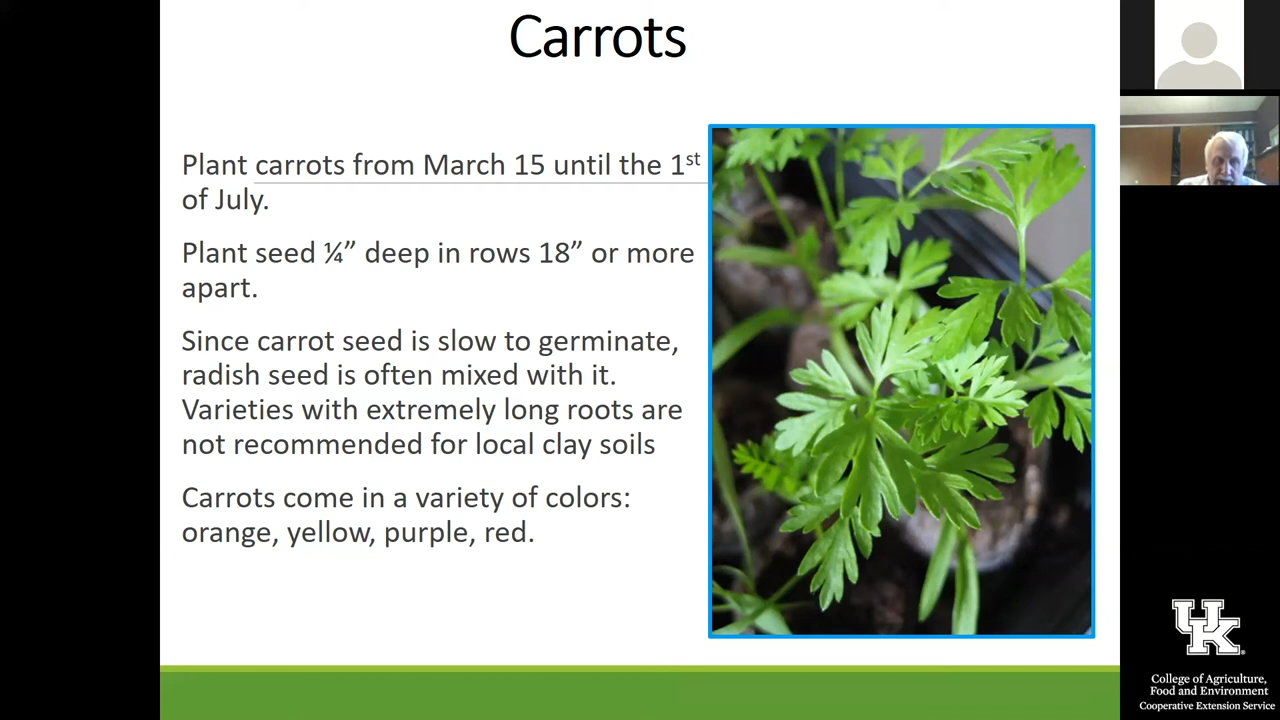 Carrots
Plant carrots from March 15 until the 1st
of July.
Plant seed ¼” deep in rows 18” or more
apart.
Since carrot seed is slow to germinate,
radish seed is often mixed with it.
Varieties with extremely long roots are
not recommended for local clay soils
Carrots come in a variety of colors:
orange, yellow, purple, red.
UK
College of Agriculture,
Food and Environment
Cooperative Extension Service